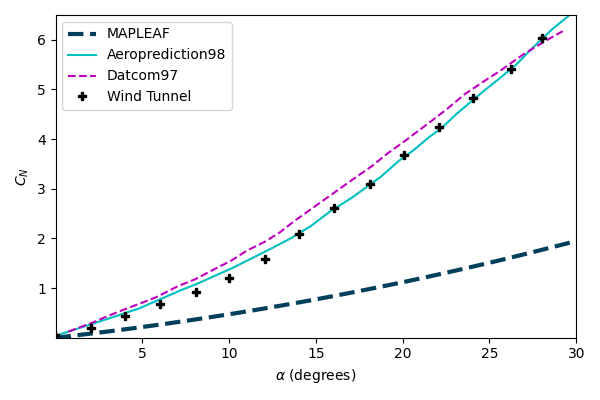 MAPLEAF
Aeroprediction98
Datcom97
Wind Tunnel
6
5
4
3
2
1
C_N
5 10 15 20 25 30
α (degrees)